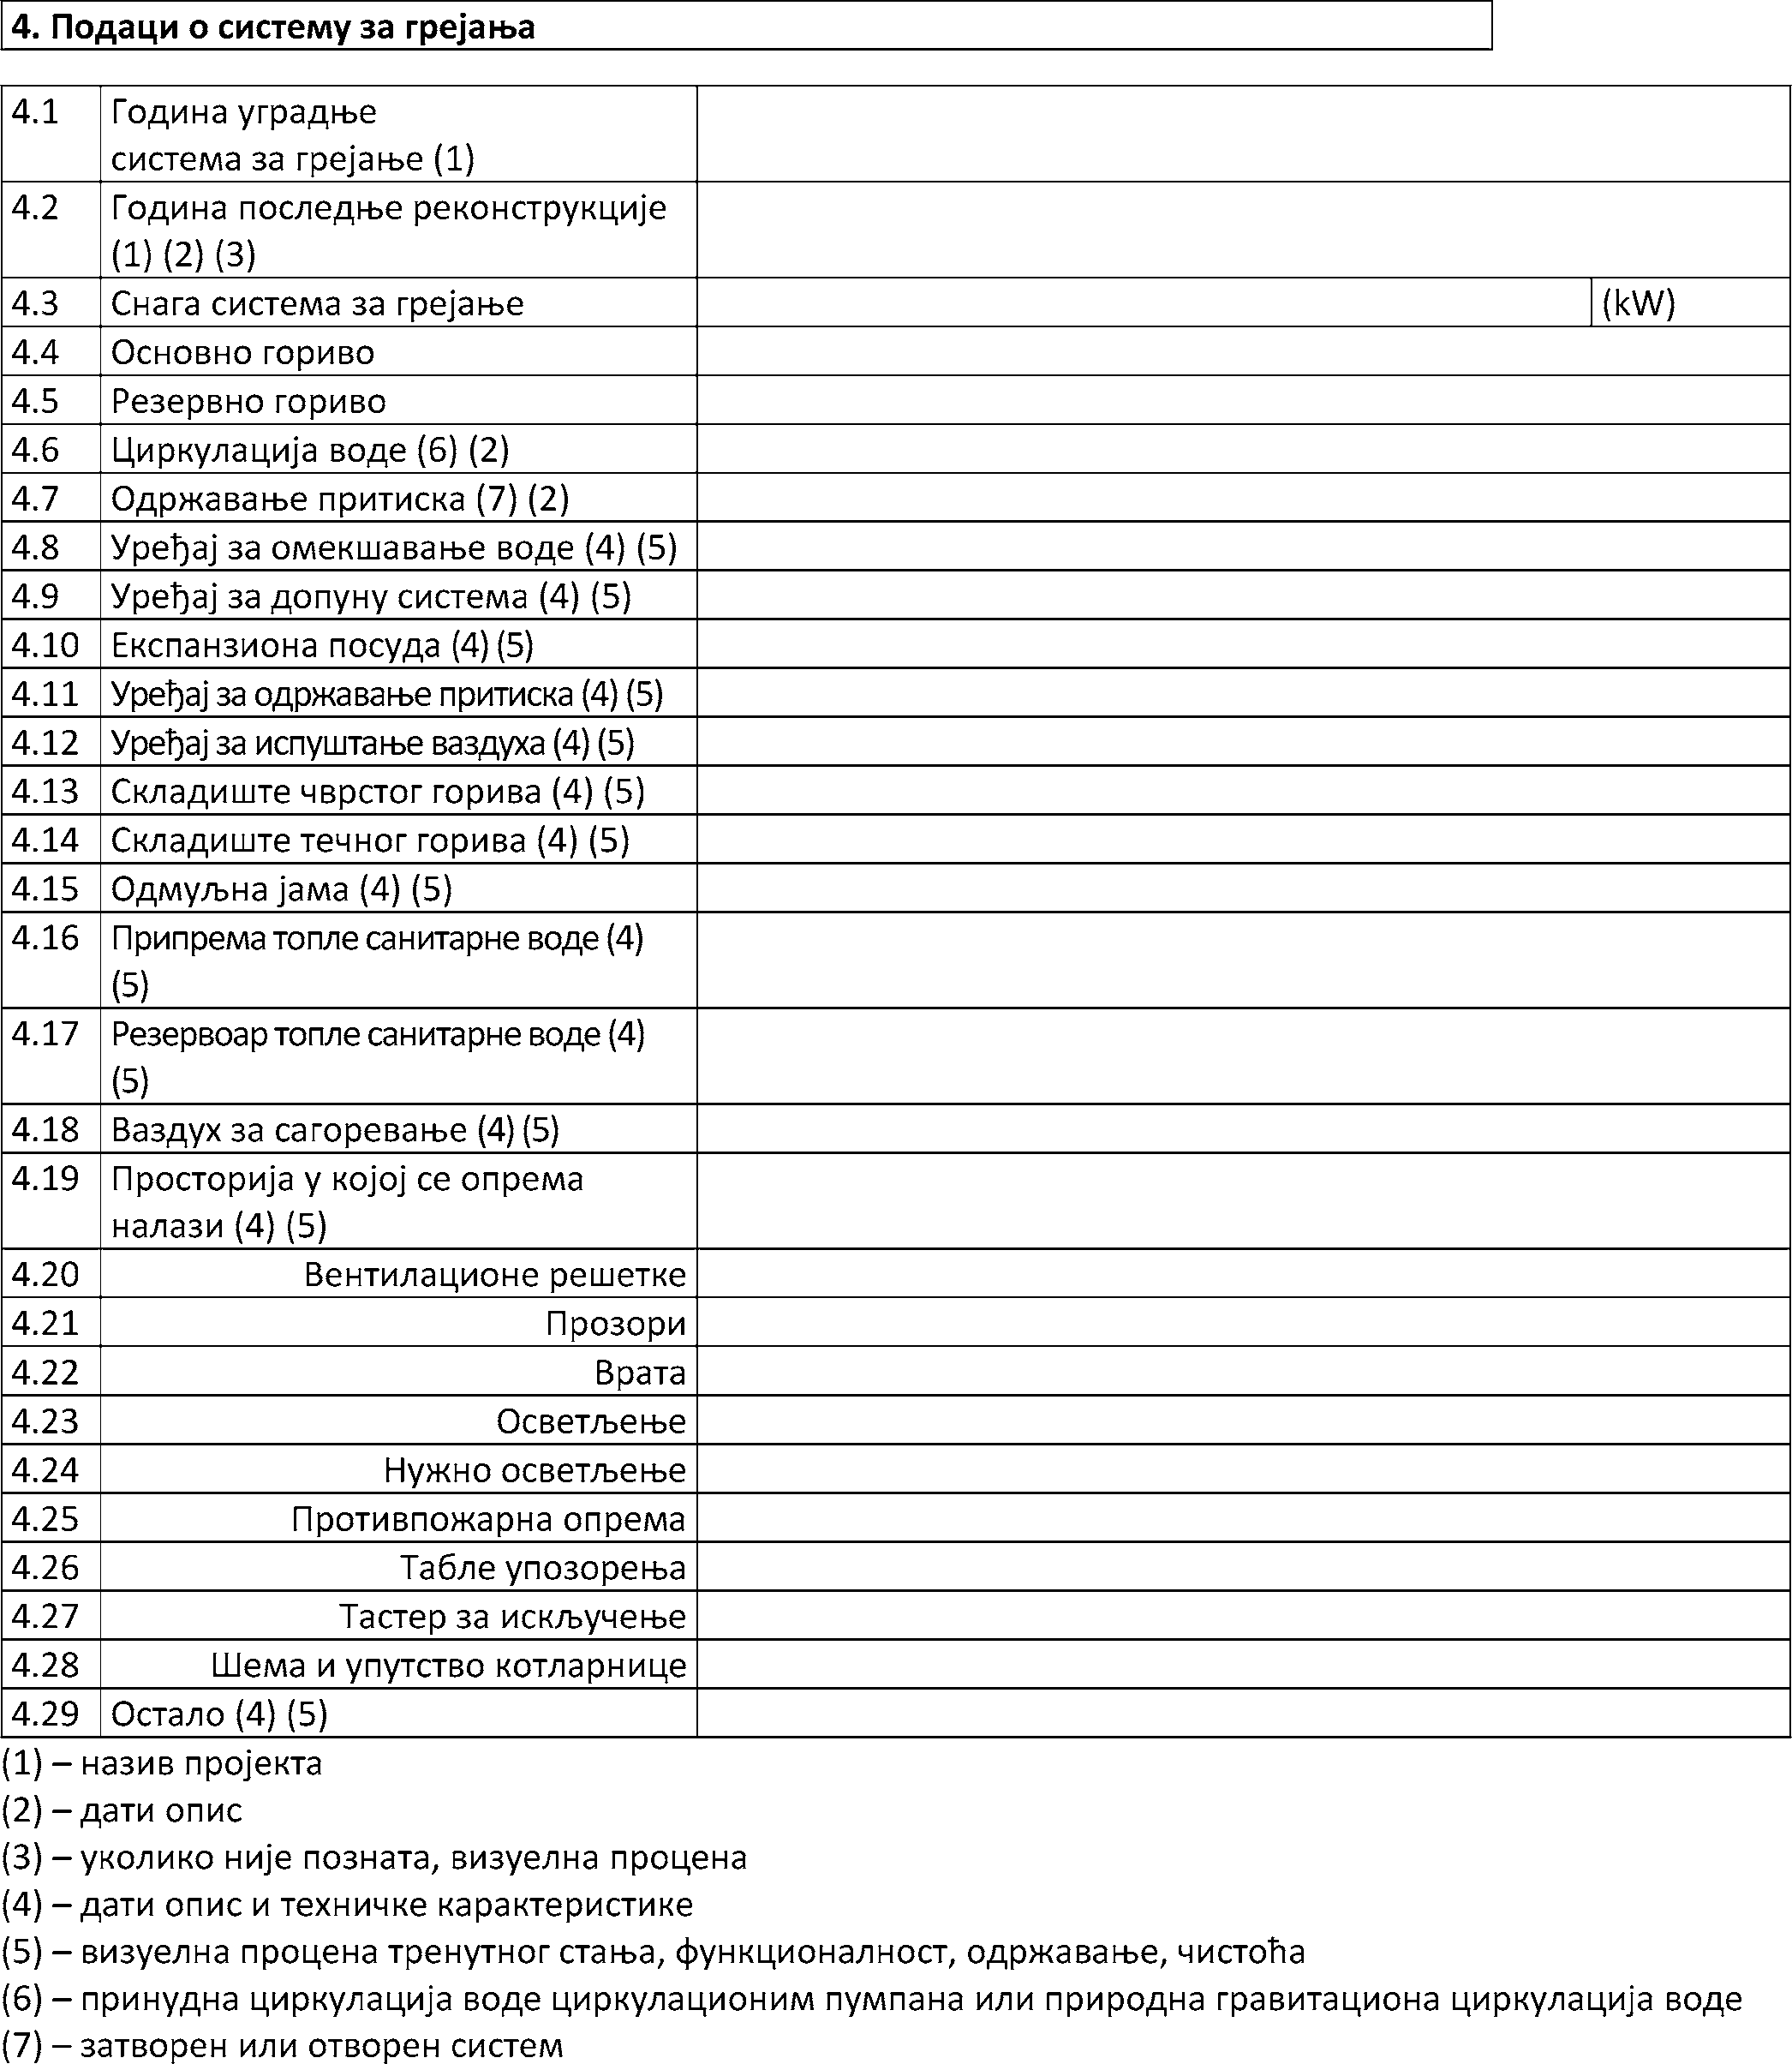 4. Подаци о систему за грејања
4.1 Година уградње
система за грејање (1)
4.2 Година последње реконструкције
(1) (2) (3)
4.3 Снага система за грејање (kW)
4.4 Основно гориво
4.5 Резервно гориво
4.6 Циркулација воде (6) (2)
4.7 Одржавање притиска (7) (2)
4.8 Уређај за омекшавање воде (4) (5)
4.9 Уређај за допуну система (4) (5)
4.10 Експанзиона посуда (4) (5)
4.11 Уређај за одржавање притиска (4) (5)
4.12 Уређај за испуштање ваздуха (4) (5)
4.13 Складиште чврстог горива (4) (5)
4.14 Складиште течног горива (4) (5)
4.15 Одмуљна јама (4) (5)
4.16 Припрема топле санитарне воде (4)
(5)
4.17 Резервоар топле санитарне воде (4)
(5)
4.18 Ваздух за сагоревање (4) (5)
4.19 Просторија у којој се опрема
налази (4) (5)
4.20 Вентилационе решетке
4.21 Прозори
4.22 Врата
4.23 Осветљење
4.24 Нужно осветљење
4.25 Противпожарна опрема
4.26 Табле упозорења
4.27 Тастер за искључење
4.28 Шема и упутство котларнице
4.29 Остало (4) (5)
(1) – назив пројекта
(2) – дати опис
(3) – уколико није позната, визуелна процена
(4) – дати опис и техничке карактеристике
(5) – визуелна процена тренутног стања, функционалност, одржавање, чистоћа
(6) – принудна циркулација воде циркулационим пумпана или природна гравитациона циркулација воде
(7) – затворен или отворен систем